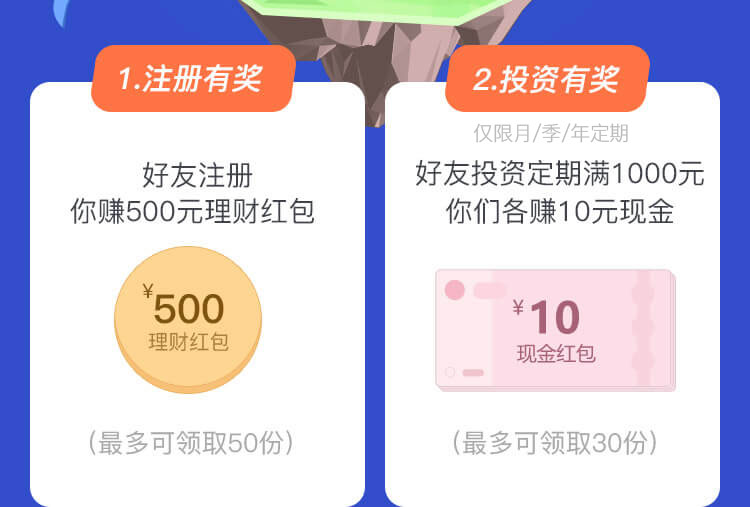 1.注册有奖
好友注册
你赚500元理财红包
¥500
理财红包
(最多可领取50份)
2.投资有奖
仅限月/季/年定期
好友投资定期满1000元
你们各赚10元现金
¥10
现金红包
(最多可领取30份)